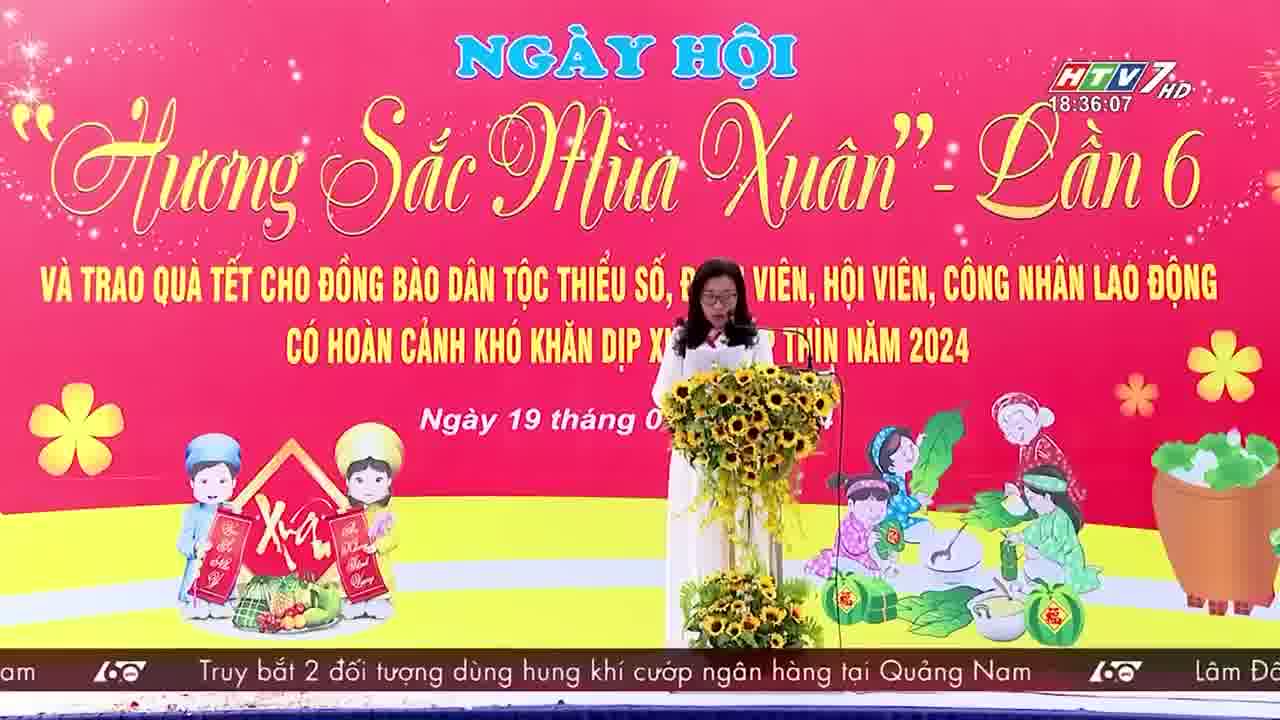 NGÀY HỘI
HTV7 HD
18:36:07
"Hương Sắc Mùa Xuân" - Lần 6
VÀ TRAO QUÀ TẾT CHO ĐỒNG BÀO DÂN TỘC THIỂU SỐ, VIÊN, HỘI VIÊN, CÔNG NHÂN LAO ĐỘNG
CÓ HOÀN CẢNH KHÓ KHĂN DỊP THÌN NĂM 2024
Ngày 19 tháng
Xuân
am 60 Truy bắt 2 đối tượng dùng hung khí cướp ngân hàng tại Quảng Nam 60 Lâm Đồ